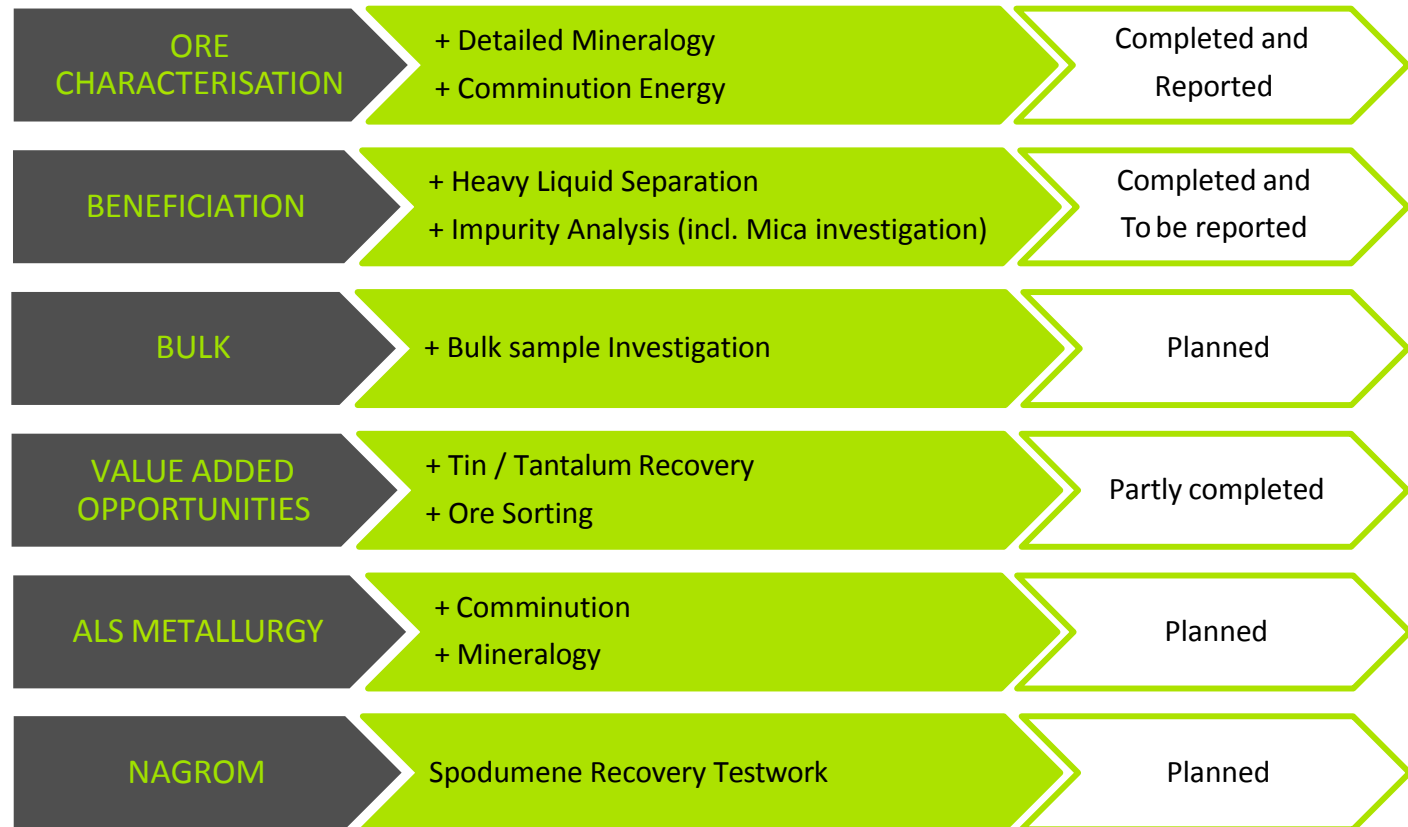 ORE
CHARACTERISATION
+ Detailed Mineralogy
+ Comminution Energy
Completed and
Reported
BENEFICIATION
+ Heavy Liquid Separation
+ Impurity Analysis (incl. Mica investigation)
Completed and
To be reported
BULK
+ Bulk sample Investigation
Planned
VALUE ADDED
OPPORTUNITIES
+ Tin / Tantalum Recovery
+ Ore Sorting
Partly completed
ALS METALLURGY
+ Comminution
+ Mineralogy
Planned
NAGROM
Spodumene Recovery Testwork
Planned